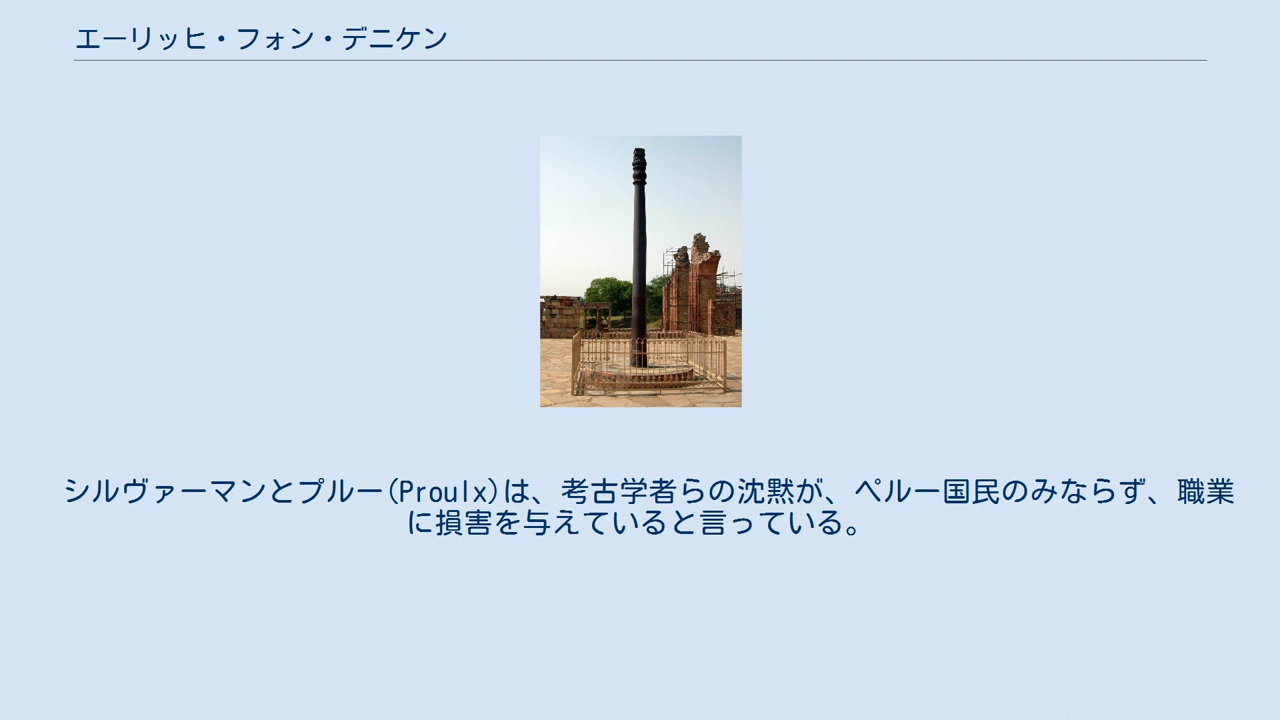 エーリッヒ・フォン・デニケン
シルヴァーマンとプルー(Proulx)は、考古学者らの沈黙が、ペルー国民のみならず、職業
に損害を与えていると言っている。